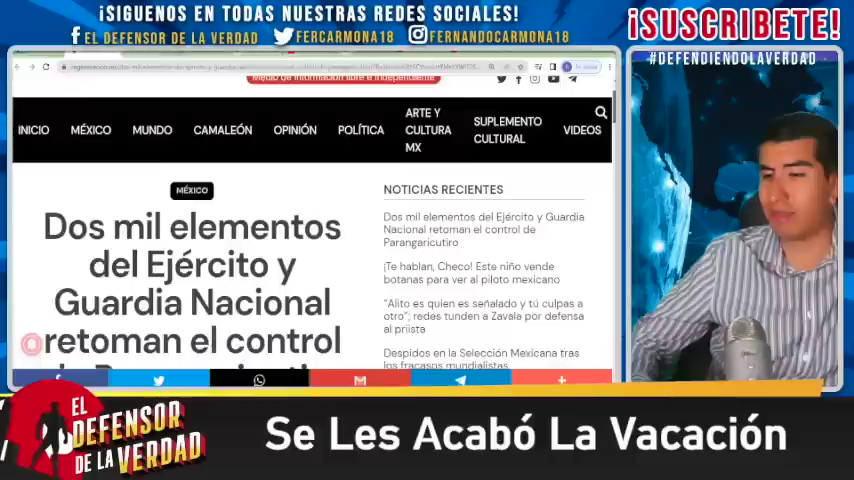 ¡SIGUENOS EN TODAS NUESTRAS REDES SOCIALES!
EL DEFENSOR DE LA VERDAD FERCARMONA18 FERNANDOCARMONA18
¡SUSCRIBETE!
#DEFENDIENDOLAVERDAD
Medio de información libre e independiente
INICIO
MÉXICO
MUNDO
CAMALEÓN
OPINIÓN
POLÍTICA
ARTE Y
CULTURA
MX
SUPLEMENTO
CULTURAL
VIDEOS
MÉXICO
Dos mil elementos
del Ejército y
Guardia Nacional
retoman el control
NOTICIAS RECIENTES
Dos mil elementos del Ejército y Guardia
Nacional retoman el control de
Parangaricutiro
¡Te hablan, Checo! Este niño vende
botanas para ver al piloto mexicano
“Alito es quien es señalado y tú culpas a
otro”; redes tunden a Zavala por defensa
al priista
Despidos en la Selección Mexicana tras
los fracasos mundialistas
EL
DEFENSOR
DE LA VERDAD
Se Les Acabó La Vacación